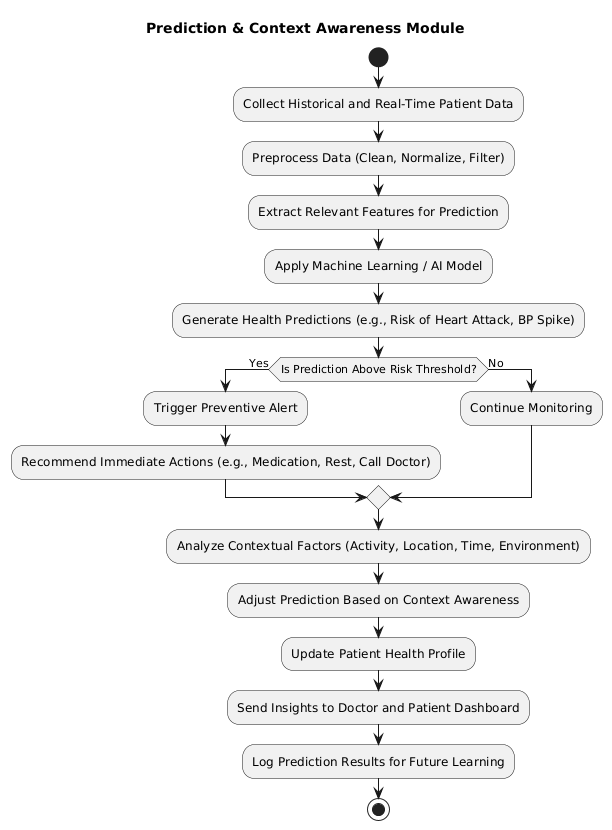 Prediction & Context Awareness Module
Collect Historical and Real-Time Patient Data
Preprocess Data (Clean, Normalize, Filter)
Extract Relevant Features for Prediction
Apply Machine Learning / AI Model
Generate Health Predictions (e.g., Risk of Heart Attack, BP Spike)
Yes
Is Prediction Above Risk Threshold?
No
Trigger Preventive Alert
Continue Monitoring
Recommend Immediate Actions (e.g., Medication, Rest, Call Doctor)
Analyze Contextual Factors (Activity, Location, Time, Environment)
Adjust Prediction Based on Context Awareness
Update Patient Health Profile
Send Insights to Doctor and Patient Dashboard
Log Prediction Results for Future Learning